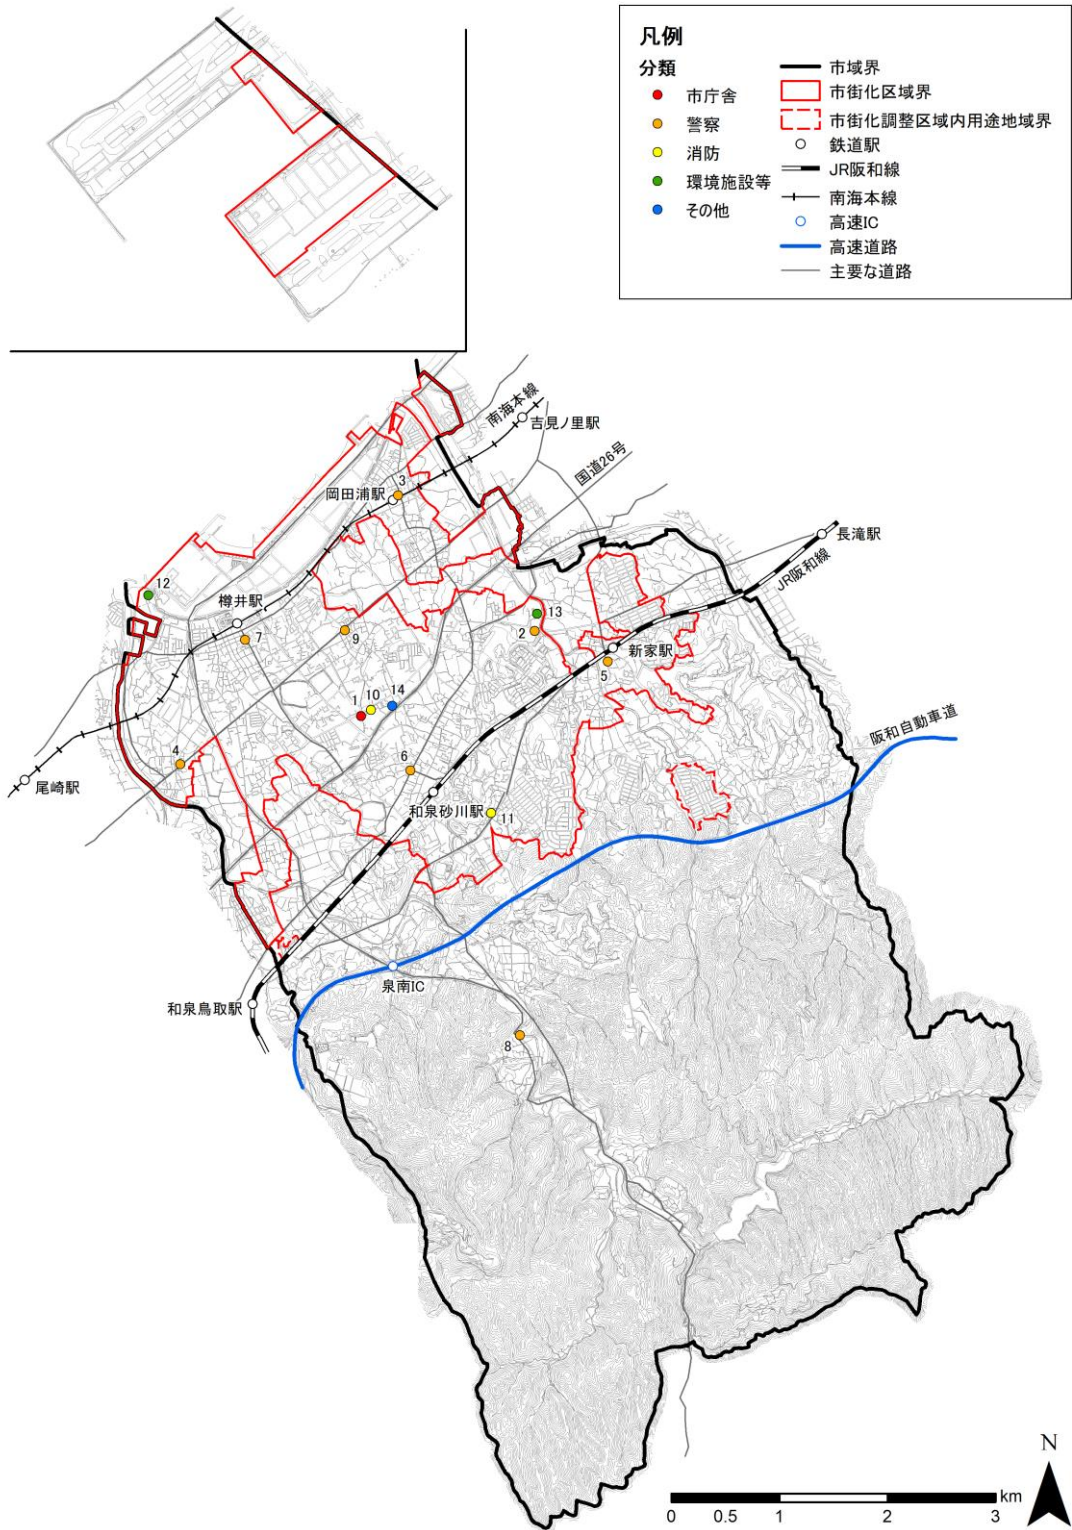 凡例
分類
市庁舎
警察
消防
環境施設等
その他
市域界
市街化区域界
市街化調整区域内用途地域界
鉄道駅
JR阪和線
南海本線
高速IC
高速道路
主要な道路
南海本線
吉見ノ里駅
国道26号
3
岡田浦駅
長滝駅
JR阪和線
12
樽井駅
7
9
13
2
新家駅
5
1
10
14
阪和自動車道
4
6
尾崎駅
和泉砂川駅
11
泉南IC
和泉鳥取駅
8
N
km
0
0.5
1
2
3